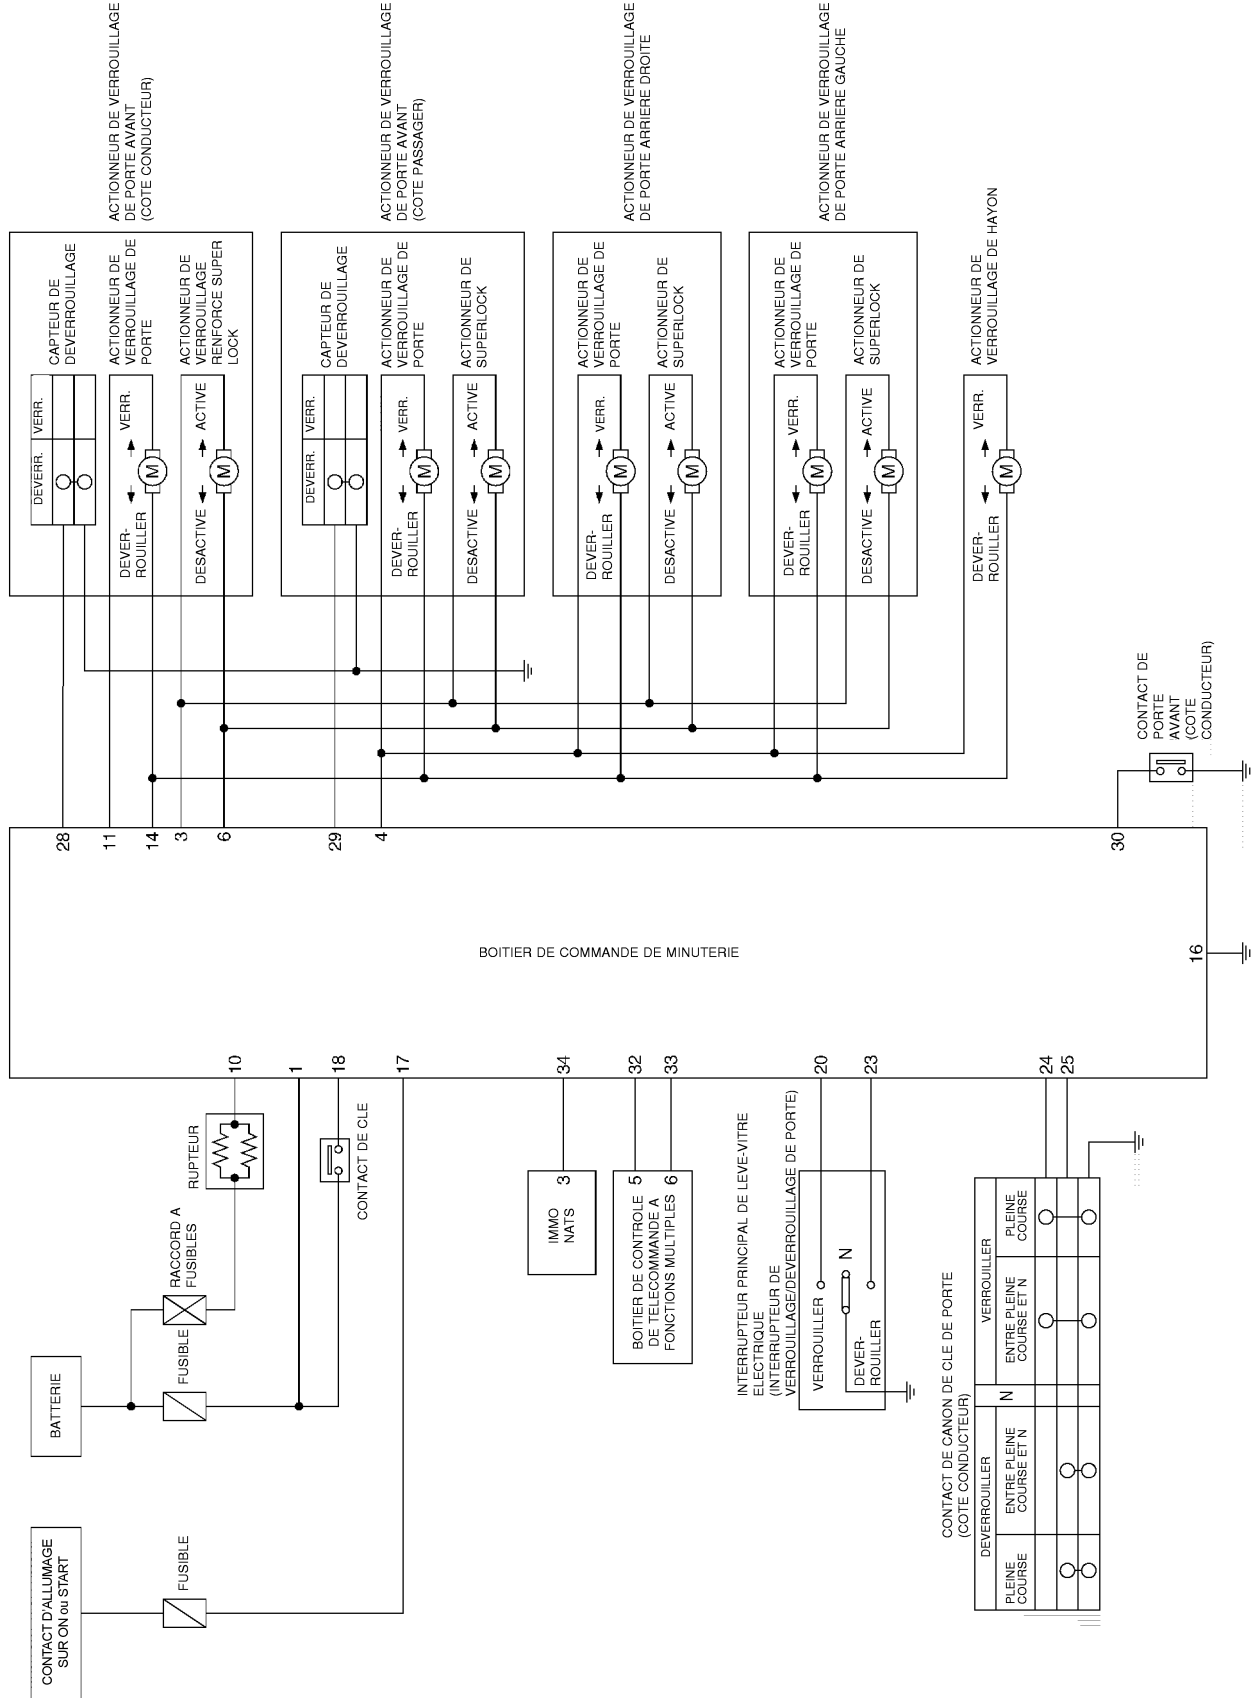 ACTIONNEUR DE VERROUILLAGE
DE PORTE AVANT
(COTE CONDUCTEUR)
ACTIONNEUR DE VERROUILLAGE
DE PORTE AVANT
(COTE PASSAGER)
ACTIONNEUR DE VERROUILLAGE
DE PORTE ARRIERE DROITE
ACTIONNEUR DE VERROUILLAGE
DE PORTE ARRIERE GAUCHE
CAPTEUR DE
DEVERROUILLAGE
DEVERR.
VERR.
ACTIONNEUR DE
VERROUILLAGE DE
PORTE
DEVER-
ROUILLER
VERR.
M
ACTIONNEUR DE
VERROUILLAGE
RENFORCE SUPER
LOCK
DESACTIVE
ACTIVE
M
CAPTEUR DE
DEVERROUILLAGE
DEVERR.
VERR.
ACTIONNEUR DE
VERROUILLAGE DE
PORTE
DEVER-
ROUILLER
VERR.
M
ACTIONNEUR DE
SUPERLOCK
DESACTIVE
ACTIVE
M
ACTIONNEUR DE
VERROUILLAGE DE
PORTE
DEVER-
ROUILLER
VERR.
M
ACTIONNEUR DE
SUPERLOCK
DESACTIVE
ACTIVE
M
ACTIONNEUR DE
VERROUILLAGE DE
PORTE
DEVER-
ROUILLER
VERR.
M
ACTIONNEUR DE
SUPERLOCK
DESACTIVE
ACTIVE
M
ACTIONNEUR DE
VERROUILLAGE DE HAYON
DEVER-
ROUILLER
VERR.
M
CONTACT DE
PORTE
AVANT
(COTE
CONDUCTEUR)
28
11
14
3
6
29
4
30
BOITIER DE COMMANDE DE MINUTERIE
16
10
1
18
17
34
32
33
20
23
24
25
RUPTEUR
CONTACT DE CLE
RACCORD A
FUSIBLES
FUSIBLE
BATTERIE
FUSIBLE
CONTACT D'ALLUMAGE
SUR ON ou START
IMMO
NATS
3
BOITIER DE CONTROLE
DE TELECOMMANDE A
FONCTIONS MULTIPLES
5
6
INTERRUPTEUR PRINCIPAL DE LEVE-VITRE
ELECTRIQUE
(INTERRUPTEUR DE
VERROUILLAGE/DEVERROUILLAGE DE PORTE)
VERROUILLER
N
DEVER-
ROUILLER
CONTACT DE CANON DE CLE DE PORTE
(COTE CONDUCTEUR)
DEVERROUILLER
N
VERROUILLER
PLEINE
COURSE
ENTRE PLEINE
COURSE ET N
ENTRE PLEINE
COURSE ET N
PLEINE
COURSE